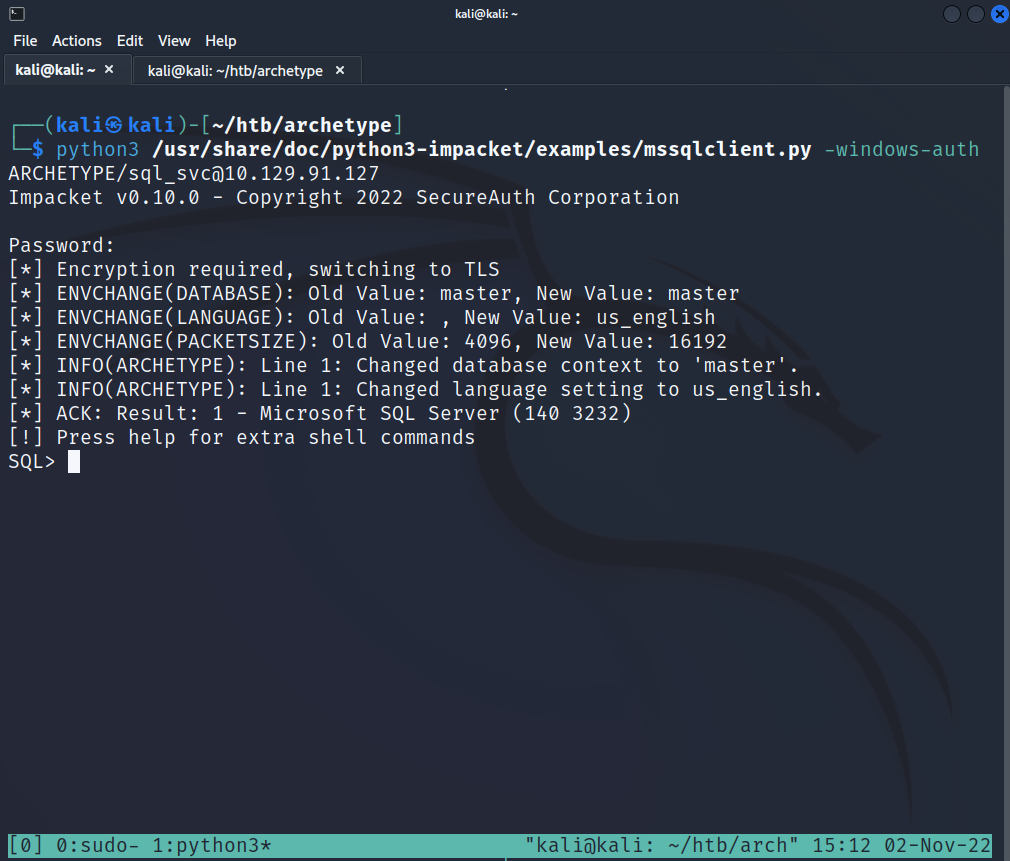 kali@kali: ~
File Actions Edit View Help
kali@kali: ~ × kali@kali: ~/htb/archetype ×
┌──(kali㉿kali)-[~/htb/archetype]
└─$ python3 /usr/share/doc/python3-impacket/examples/mssqlclient.py -windows-auth
ARCHETYPE/sql_svc@10.129.91.127
Impacket v0.10.0 - Copyright 2022 SecureAuth Corporation
Password:
[*] Encryption required, switching to TLS
[*] ENVCHANGE(DATABASE): Old Value: master, New Value: master
[*] ENVCHANGE(LANGUAGE): Old Value: , New Value: us_english
[*] ENVCHANGE(PACKETSIZE): Old Value: 4096, New Value: 16192
[*] INFO(ARCHETYPE): Line 1: Changed database context to 'master'.
[*] INFO(ARCHETYPE): Line 1: Changed language setting to us_english.
[*] ACK: Result: 1 - Microsoft SQL Server (140 3232)
[!] Press help for extra shell commands
SQL>
[0] 0:sudo- 1:python3* "kali@kali: ~/htb/arch" 15:12 02-Nov-22